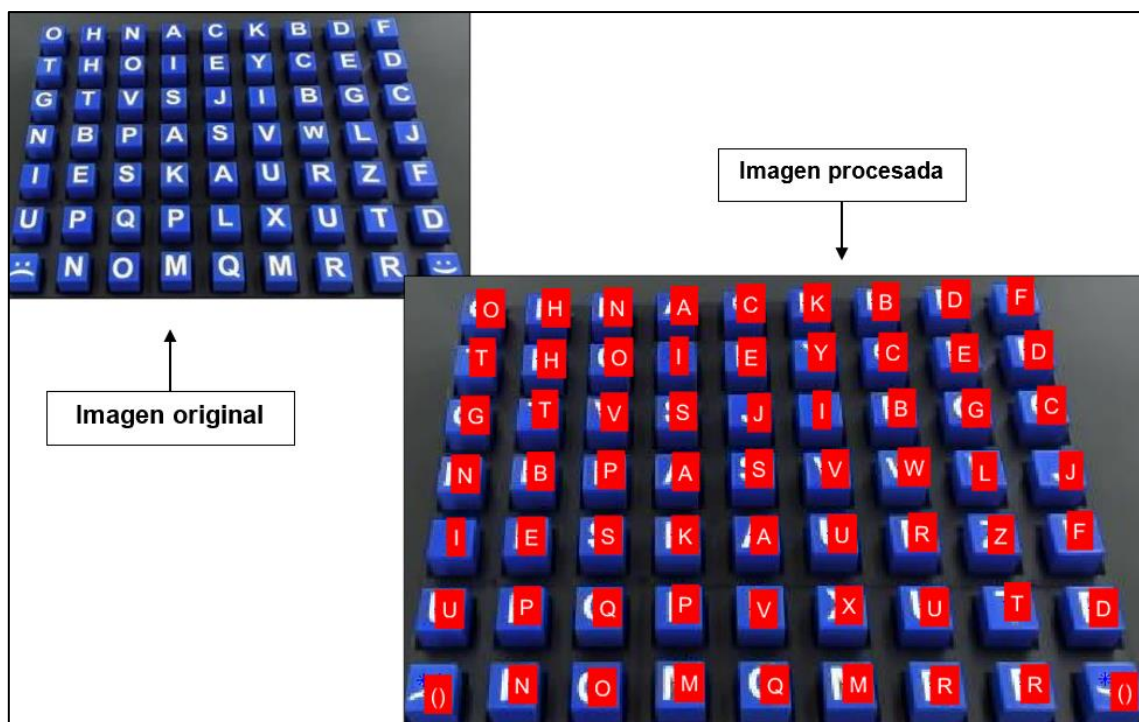 O H N A C K B D F
T H O I E Y C E D
G T V S J I B G C
N B P A S V W L J
I E S K A U R Z F
U P Q P L X U T D
N O M Q M R R
Imagen original
Imagen procesada
O H N A C K B D F
T H O I E Y C E D
G T V S J I B G C
N B P A S V W L J
I E S K A U R Z F
U P Q P V X U T D
() N O M Q M R R ()